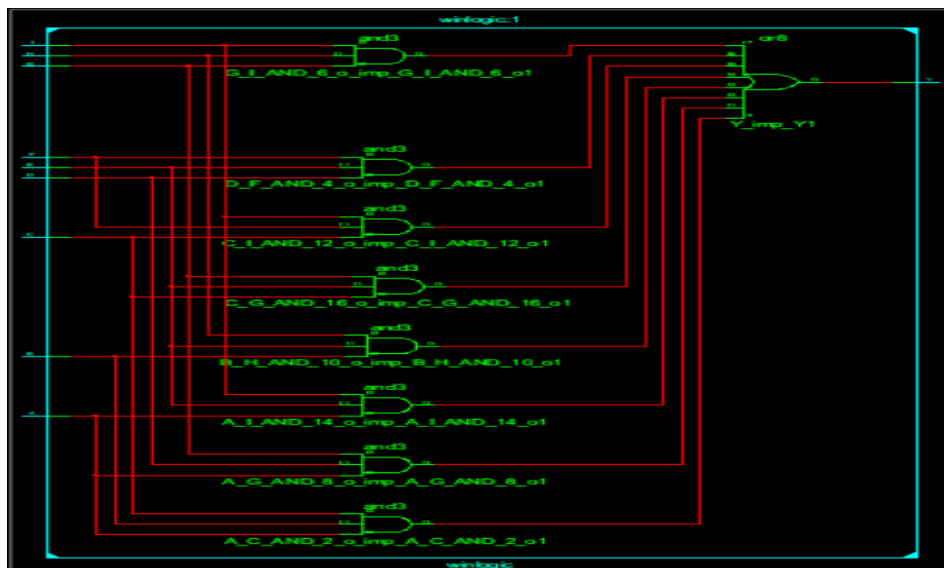 winlogic:1
and3
or8
G_I_AND_6_o_imp_G_I_AND_6_o1
Y
Y_imp_Y1
and3
D_F_AND_4_o_imp_D_F_AND_4_o1
and3
C_I_AND_12_o_imp_C_I_AND_12_o1
and3
C_G_AND_16_o_imp_C_G_AND_16_o1
and3
B_H_AND_10_o_imp_B_H_AND_10_o1
and3
A_I_AND_14_o_imp_A_I_AND_14_o1
and3
A_G_AND_8_o_imp_A_G_AND_8_o1
and3
A_C_AND_2_o_imp_A_C_AND_2_o1
winlogic